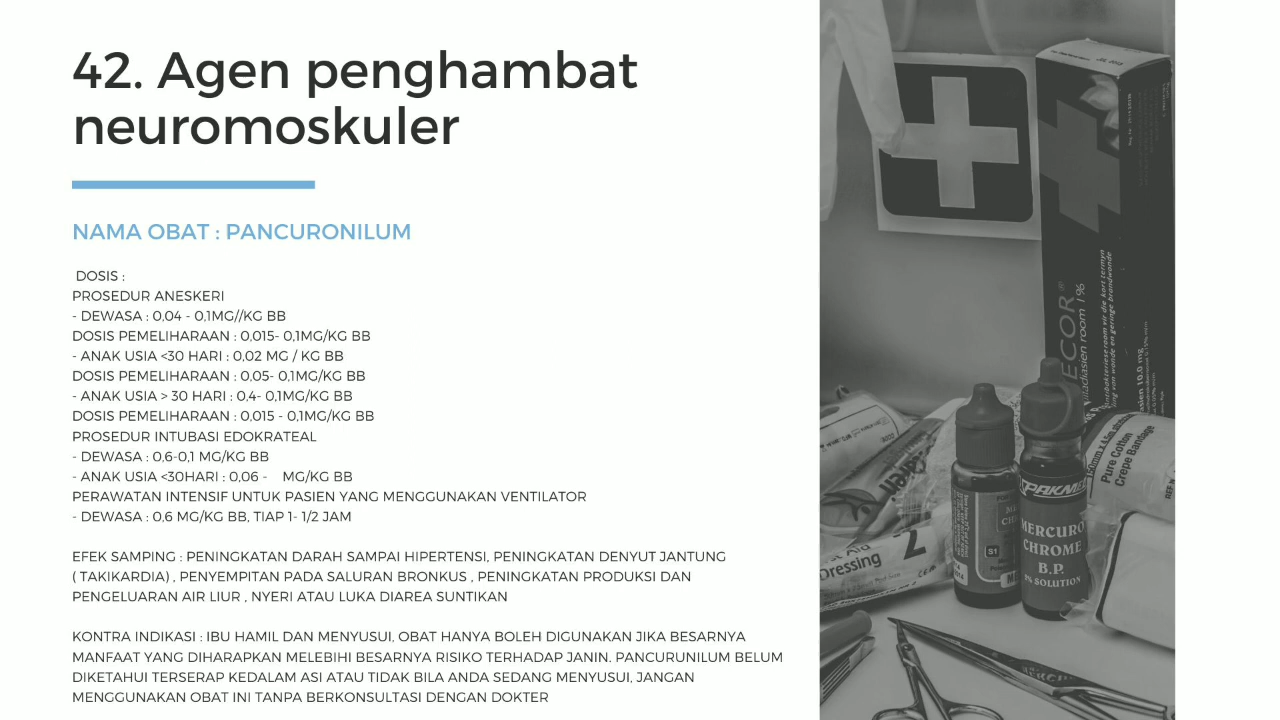 42. Agen penghambat
neuromoskuler
NAMA OBAT : PANCURONILUM
DOSIS :
PROSEDUR ANESKERI
- DEWASA : 0,04 - 0,1MG//KG BB
DOSIS PEMELIHARAAN : 0,015- 0,1MG/KG BB
- ANAK USIA <30 HARI : 0,02 MG / KG BB
DOSIS PEMELIHARAAN : 0,05- 0,1MG/KG BB
- ANAK USIA > 30 HARI : 0,4- 0,1MG/KG BB
DOSIS PEMELIHARAAN : 0,015 - 0,1MG/KG BB
PROSEDUR INTUBASI EDOKRATEAL
- DEWASA : 0,6-0,1 MG/KG BB
- ANAK USIA <30HARI : 0,06 - MG/KG BB
PERAWATAN INTENSIF UNTUK PASIEN YANG MENGGUNAKAN VENTILATOR
- DEWASA : 0,6 MG/KG BB, TIAP 1- 1/2 JAM
EFEK SAMPING : PENINGKATAN DARAH SAMPAI HIPERTENSI, PENINGKATAN DENYUT JANTUNG
( TAKIKARDIA) , PENYEMPITAN PADA SALURAN BRONKUS , PENINGKATAN PRODUKSI DAN
PENGELUARAN AIR LIUR , NYERI ATAU LUKA DIAREA SUNTIKAN
KONTRA INDIKASI : IBU HAMIL DAN MENYUSUI, OBAT HANYA BOLEH DIGUNAKAN JIKA BESARNYA
MANFAAT YANG DIHARAPKAN MELEBIHI BESARNYA RISIKO TERHADAP JANIN. PANCURUNILUM BELUM
DIKETAHUI TERSERAP KEDALAM ASI ATAU TIDAK BILA ANDA SEDANG MENYUSUI, JANGAN
MENGGUNAKAN OBAT INI TANPA BERKONSULTASI DENGAN DOKTER
ECOR ®
room 1%
Pure Cotton
Crepe Bandage
MERCURO
CHROME
B.P.
1% SOLUTION
S1
Dressing
2